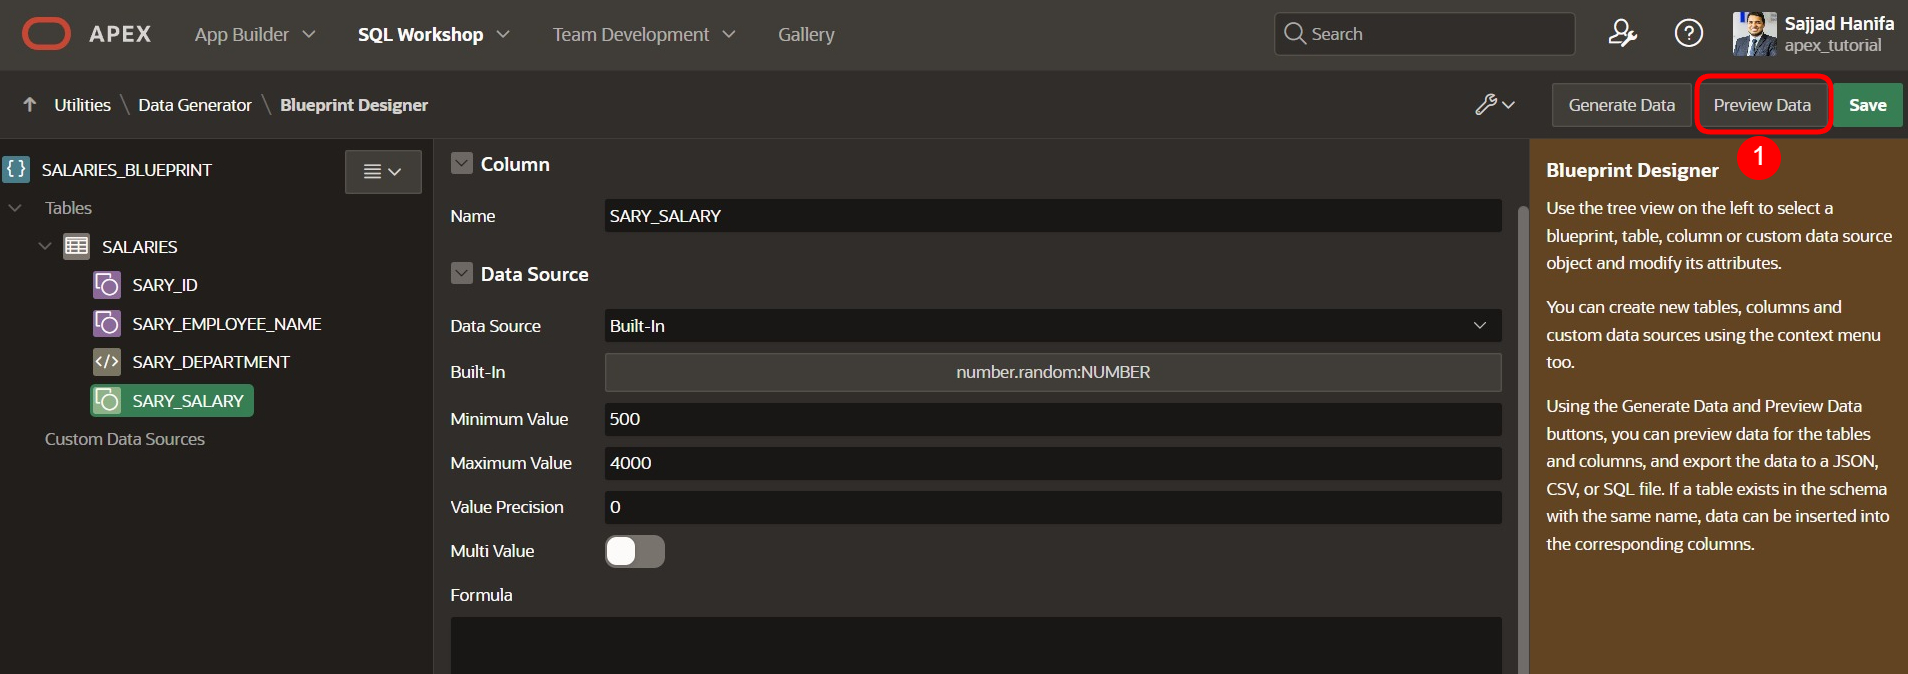 APEX App Builder SQL Workshop Team Development Gallery Search ? Sajjad Hanifa
apex_tutorial
Utilities \ Data Generator \ Blueprint Designer Generate Data Preview Data Save
1
{} SALARIES_BLUEPRINT
Tables
SALARIES
SARY_ID
SARY_EMPLOYEE_NAME
</> SARY_DEPARTMENT
SARY_SALARY
Custom Data Sources
Column
Name SARY_SALARY
Data Source
Data Source Built-In
Built-In number.random:NUMBER
Minimum Value 500
Maximum Value 4000
Value Precision 0
Multi Value
Formula
Blueprint Designer
Use the tree view on the left to select a
blueprint, table, column or custom data source
object and modify its attributes.
You can create new tables, columns and
custom data sources using the context menu
too.
Using the Generate Data and Preview Data
buttons, you can preview data for the tables
and columns, and export the data to a JSON,
CSV, or SQL file. If a table exists in the schema
with the same name, data can be inserted into
the corresponding columns.